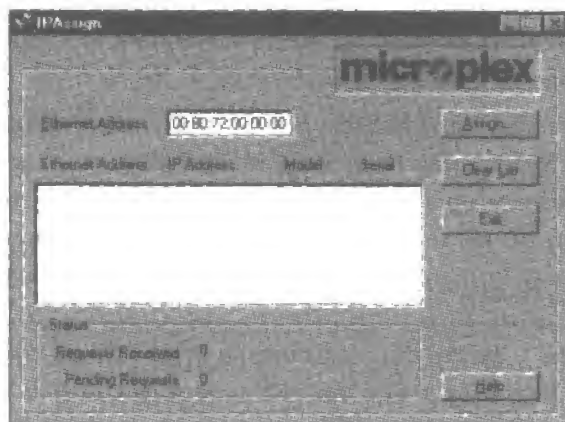 IPAssign
microplex
Ethernet Address 00:80:72:00:00:00 Assign...
Ethernet Address IP Address Model Serial Clear List
Exit
Status
Requests Received 0
Pending Requests 0
Help